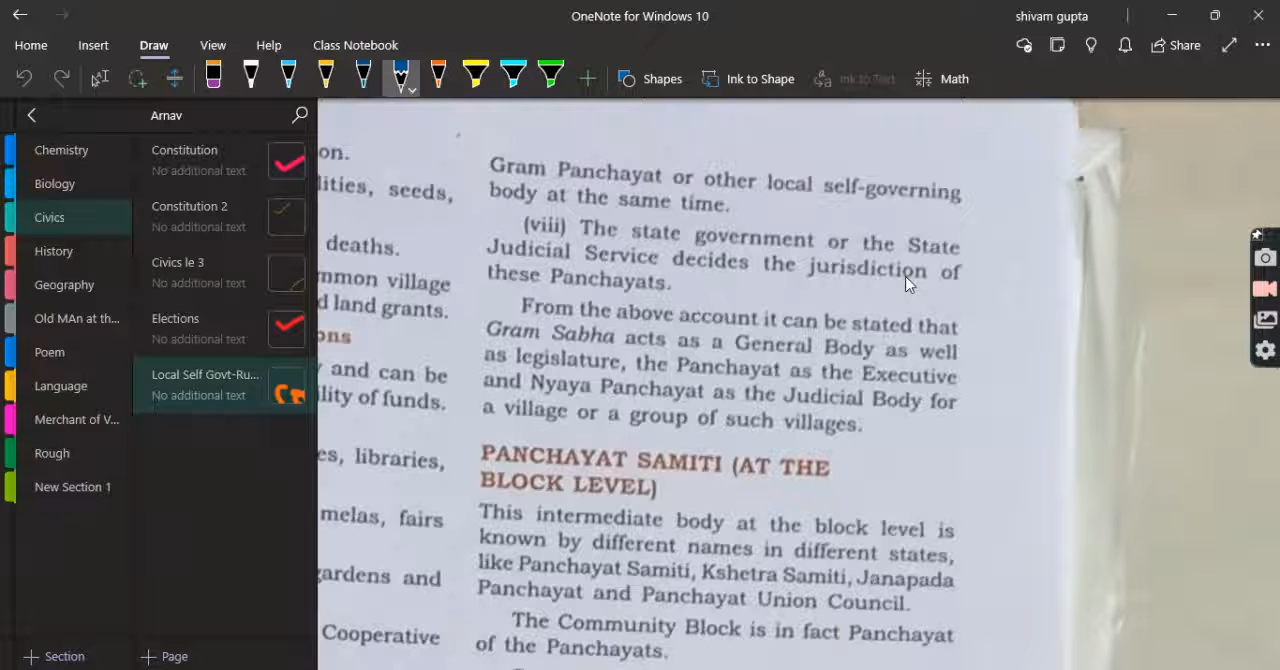 OneNote for Windows 10
shivam gupta
Home Insert Draw View Help Class Notebook
Share
Shapes Ink to Shape Ink to Text Math
Arnav
Chemistry
Biology
Civics
History
Geography
Old MAn at th...
Poem
Language
Merchant of V...
Rough
New Section 1
Section
Constitution
No additional text
Constitution 2
No additional text
Civics le 3
No additional text
Elections
No additional text
Local Self Govt-Ru...
No additional text
Page
on.
lities, seeds,
deaths.
mmon village
d land grants.
ons
and can be
ility of funds.
es, libraries,
melas, fairs
gardens and
Cooperative
Gram Panchayat or other local self-governing
body at the same time.
(viii) The state government or the State
Judicial Service decides the jurisdiction of
these Panchayats.
From the above account it can be stated that
Gram Sabha acts as a General Body as well
as legislature, the Panchayat as the Executive
and Nyaya Panchayat as the Judicial Body for
a village or a group of such villages.
PANCHAYAT SAMITI (AT THE
BLOCK LEVEL)
This intermediate body at the block level is
known by different names in different states,
like Panchayat Samiti, Kshetra Samiti, Janapada
Panchayat and Panchayat Union Council.
The Community Block is in fact Panchayat
of the Panchayats.